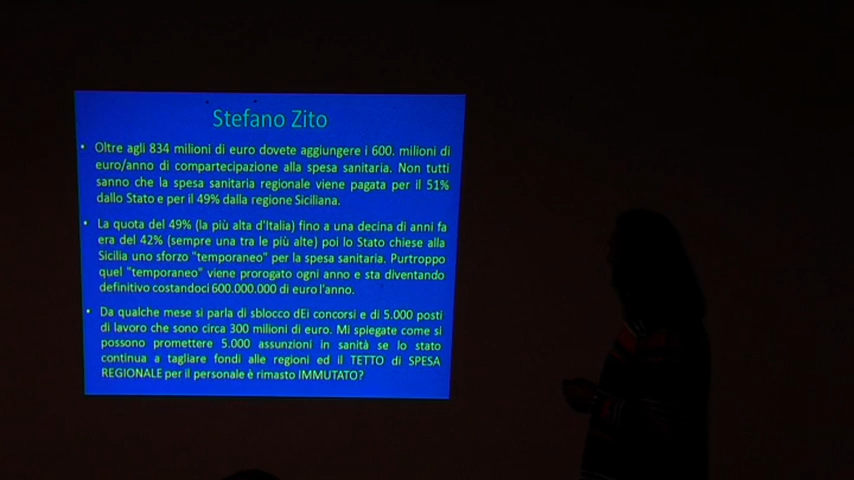 Stefano Zito
• Oltre agli 834 milioni di euro dovete aggiungere i 600. milioni di
euro/anno di compartecipazione alla spesa sanitaria. Non tutti
sanno che la spesa sanitaria regionale viene pagata per il 51%
dallo Stato e per il 49% dalla regione Siciliana.
• La quota del 49% (la più alta d'Italia) fino a una decina di anni fa
era del 42% (sempre una tra le più alte) poi lo Stato chiese alla
Sicilia uno sforzo "temporaneo" per la spesa sanitaria. Purtroppo
quel "temporaneo" viene prorogato ogni anno e sta diventando
definitivo costandoci 600.000.000 di euro l'anno.
• Da qualche mese si parla di sblocco dEi concorsi e di 5.000 posti
di lavoro che sono circa 300 milioni di euro. Mi spiegate come si
possono promettere 5.000 assunzioni in sanità se lo stato
continua a tagliare fondi alle regioni ed il TETTO di SPESA
REGIONALE per il personale è rimasto IMMUTATO?